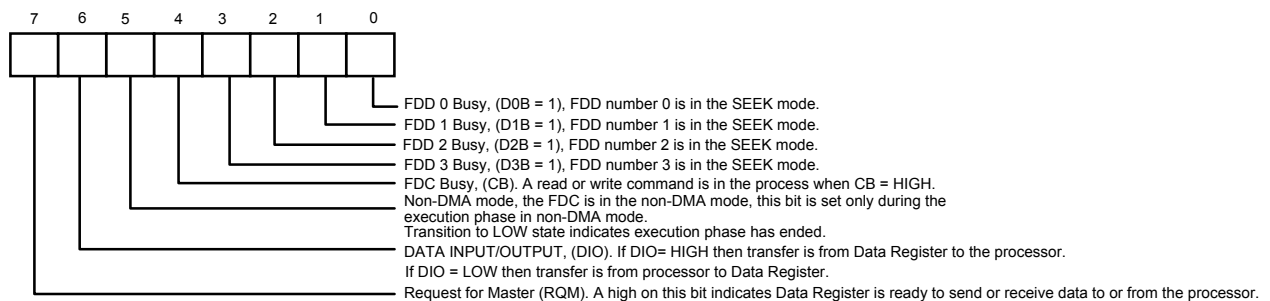 7 6 5 4 3 2 1 0
FDD 0 Busy, (D0B = 1), FDD number 0 is in the SEEK mode.
FDD 1 Busy, (D1B = 1), FDD number 1 is in the SEEK mode.
FDD 2 Busy, (D2B = 1), FDD number 2 is in the SEEK mode.
FDD 3 Busy, (D3B = 1), FDD number 3 is in the SEEK mode.
FDC Busy, (CB). A read or write command is in the process when CB = HIGH.
Non-DMA mode, the FDC is in the non-DMA mode, this bit is set only during the
execution phase in non-DMA mode.
Transition to LOW state indicates execution phase has ended.
DATA INPUT/OUTPUT, (DIO). If DIO= HIGH then transfer is from Data Register to the processor.
If DIO = LOW then transfer is from processor to Data Register.
Request for Master (RQM). A high on this bit indicates Data Register is ready to send or receive data to or from the processor.